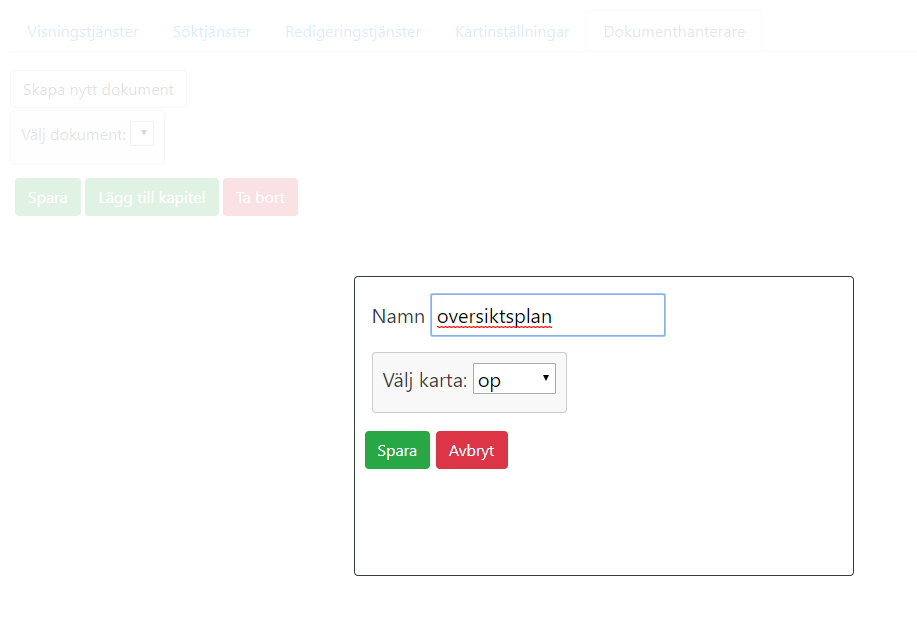 Visningstjänster Söktjänster Redigeringstjänster Kartinställningar Dokumenthanterare
Skapa nytt dokument
Välj dokument:
Spara Lägg till kapitel Ta bort
Namn oversiktsplan
Välj karta: op
Spara Avbryt